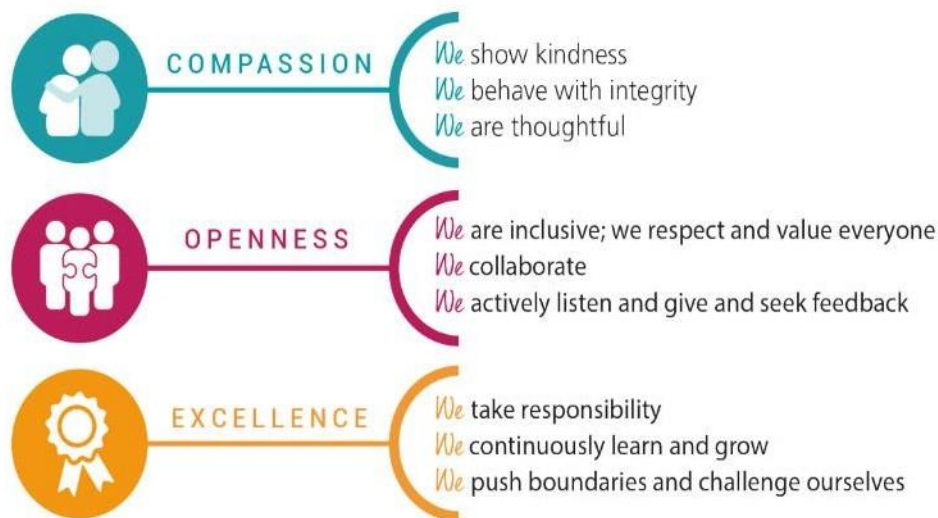 COMPASSION
We show kindness
We behave with integrity
We are thoughtful
OPENNESS
We are inclusive; we respect and value everyone
We collaborate
We actively listen and give and seek feedback
EXCELLENCE
We take responsibility
We continuously learn and grow
We push boundaries and challenge ourselves